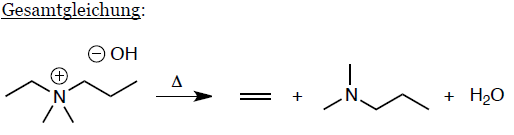 Gesamtgleichung:
⊖ OH
⊕
N
Δ
+
N
+ H₂O